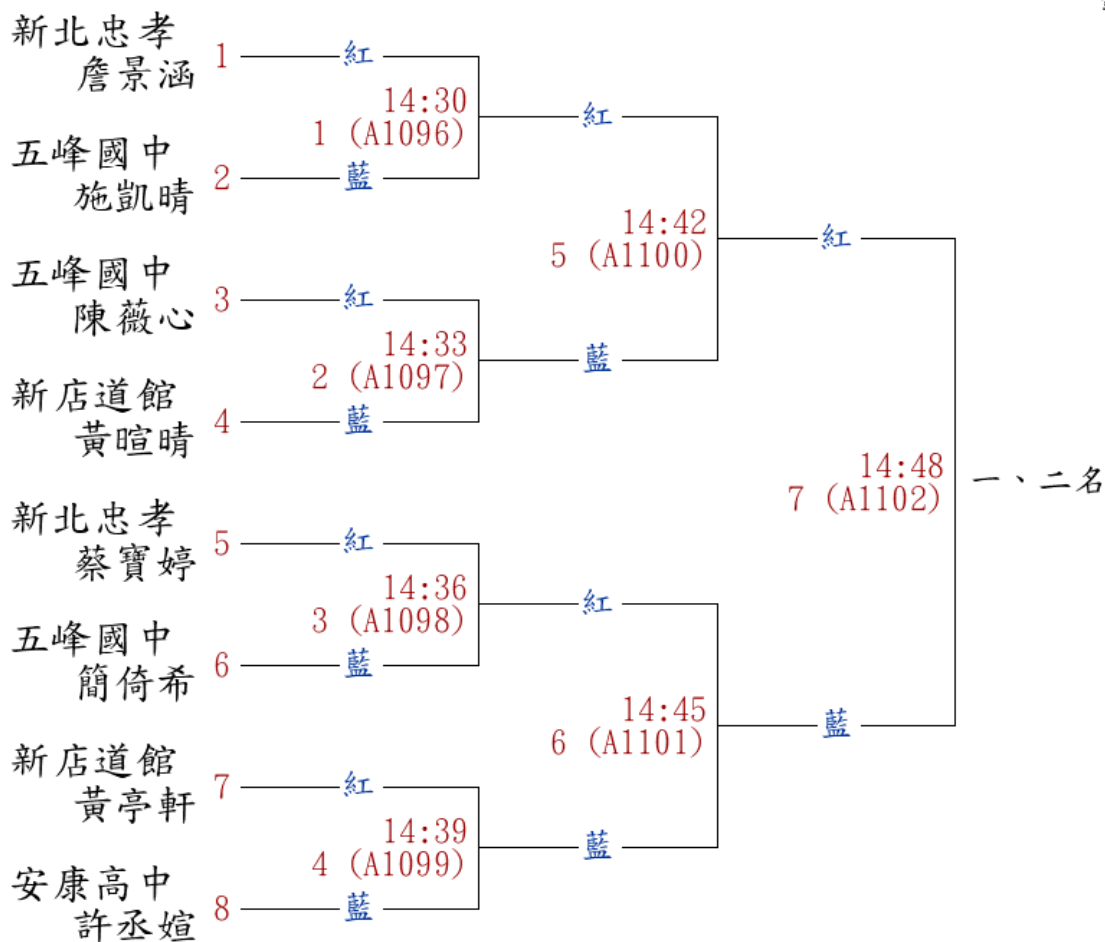 新北忠孝
詹景涵
1
紅
14:30
1 (A1096)
紅
五峰國中
施凱晴
2
藍
14:42
5 (A1100)
紅
五峰國中
陳薇心
3
紅
14:33
2 (A1097)
藍
新店道館
黃暄晴
4
藍
14:48
7 (A1102)
一、二名
新北忠孝
蔡寶婷
5
紅
14:36
3 (A1098)
紅
五峰國中
簡倚希
6
藍
14:45
6 (A1101)
藍
新店道館
黃亭軒
7
紅
14:39
4 (A1099)
藍
安康高中
許丞媗
8
藍